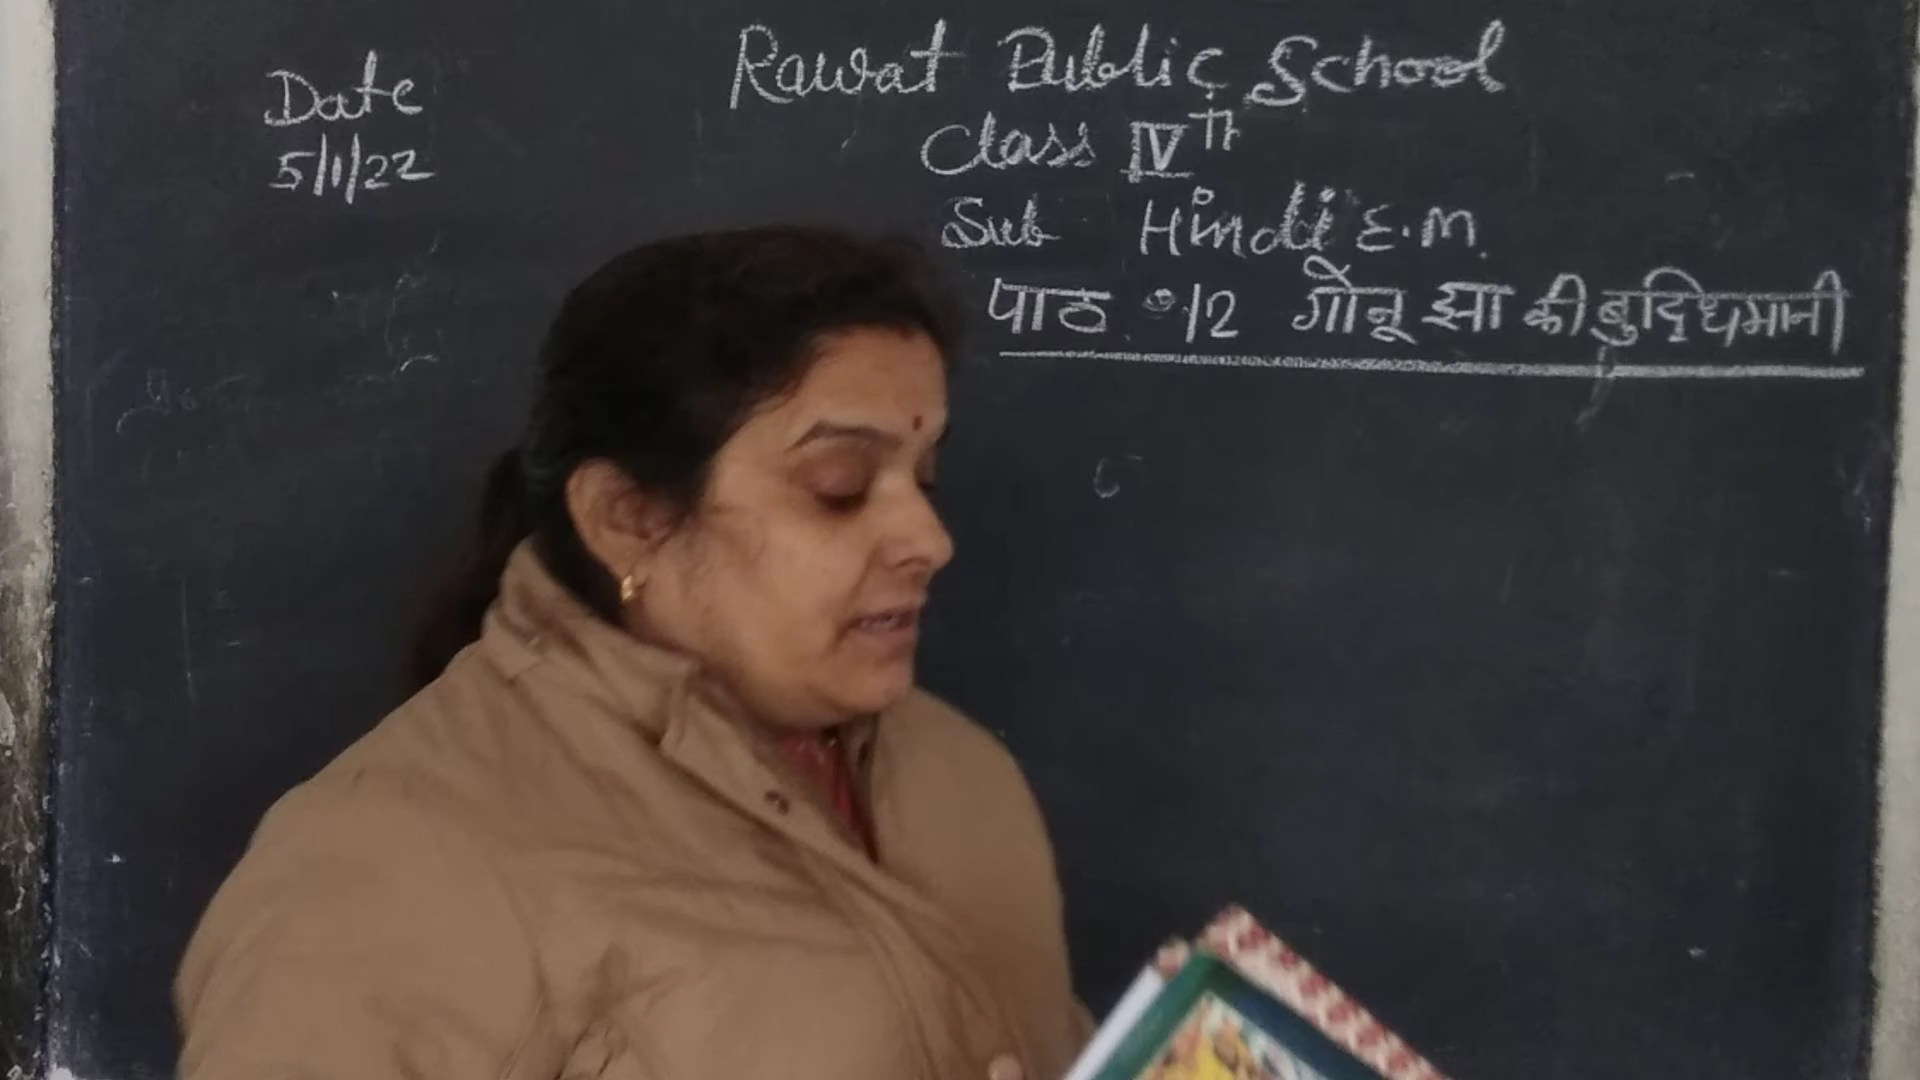 Date
5/1/22
Rawat Public School
Class IVTh
Sub Hindi E.M.
पाठ 12 गोनू झा की बुद्धिमानी